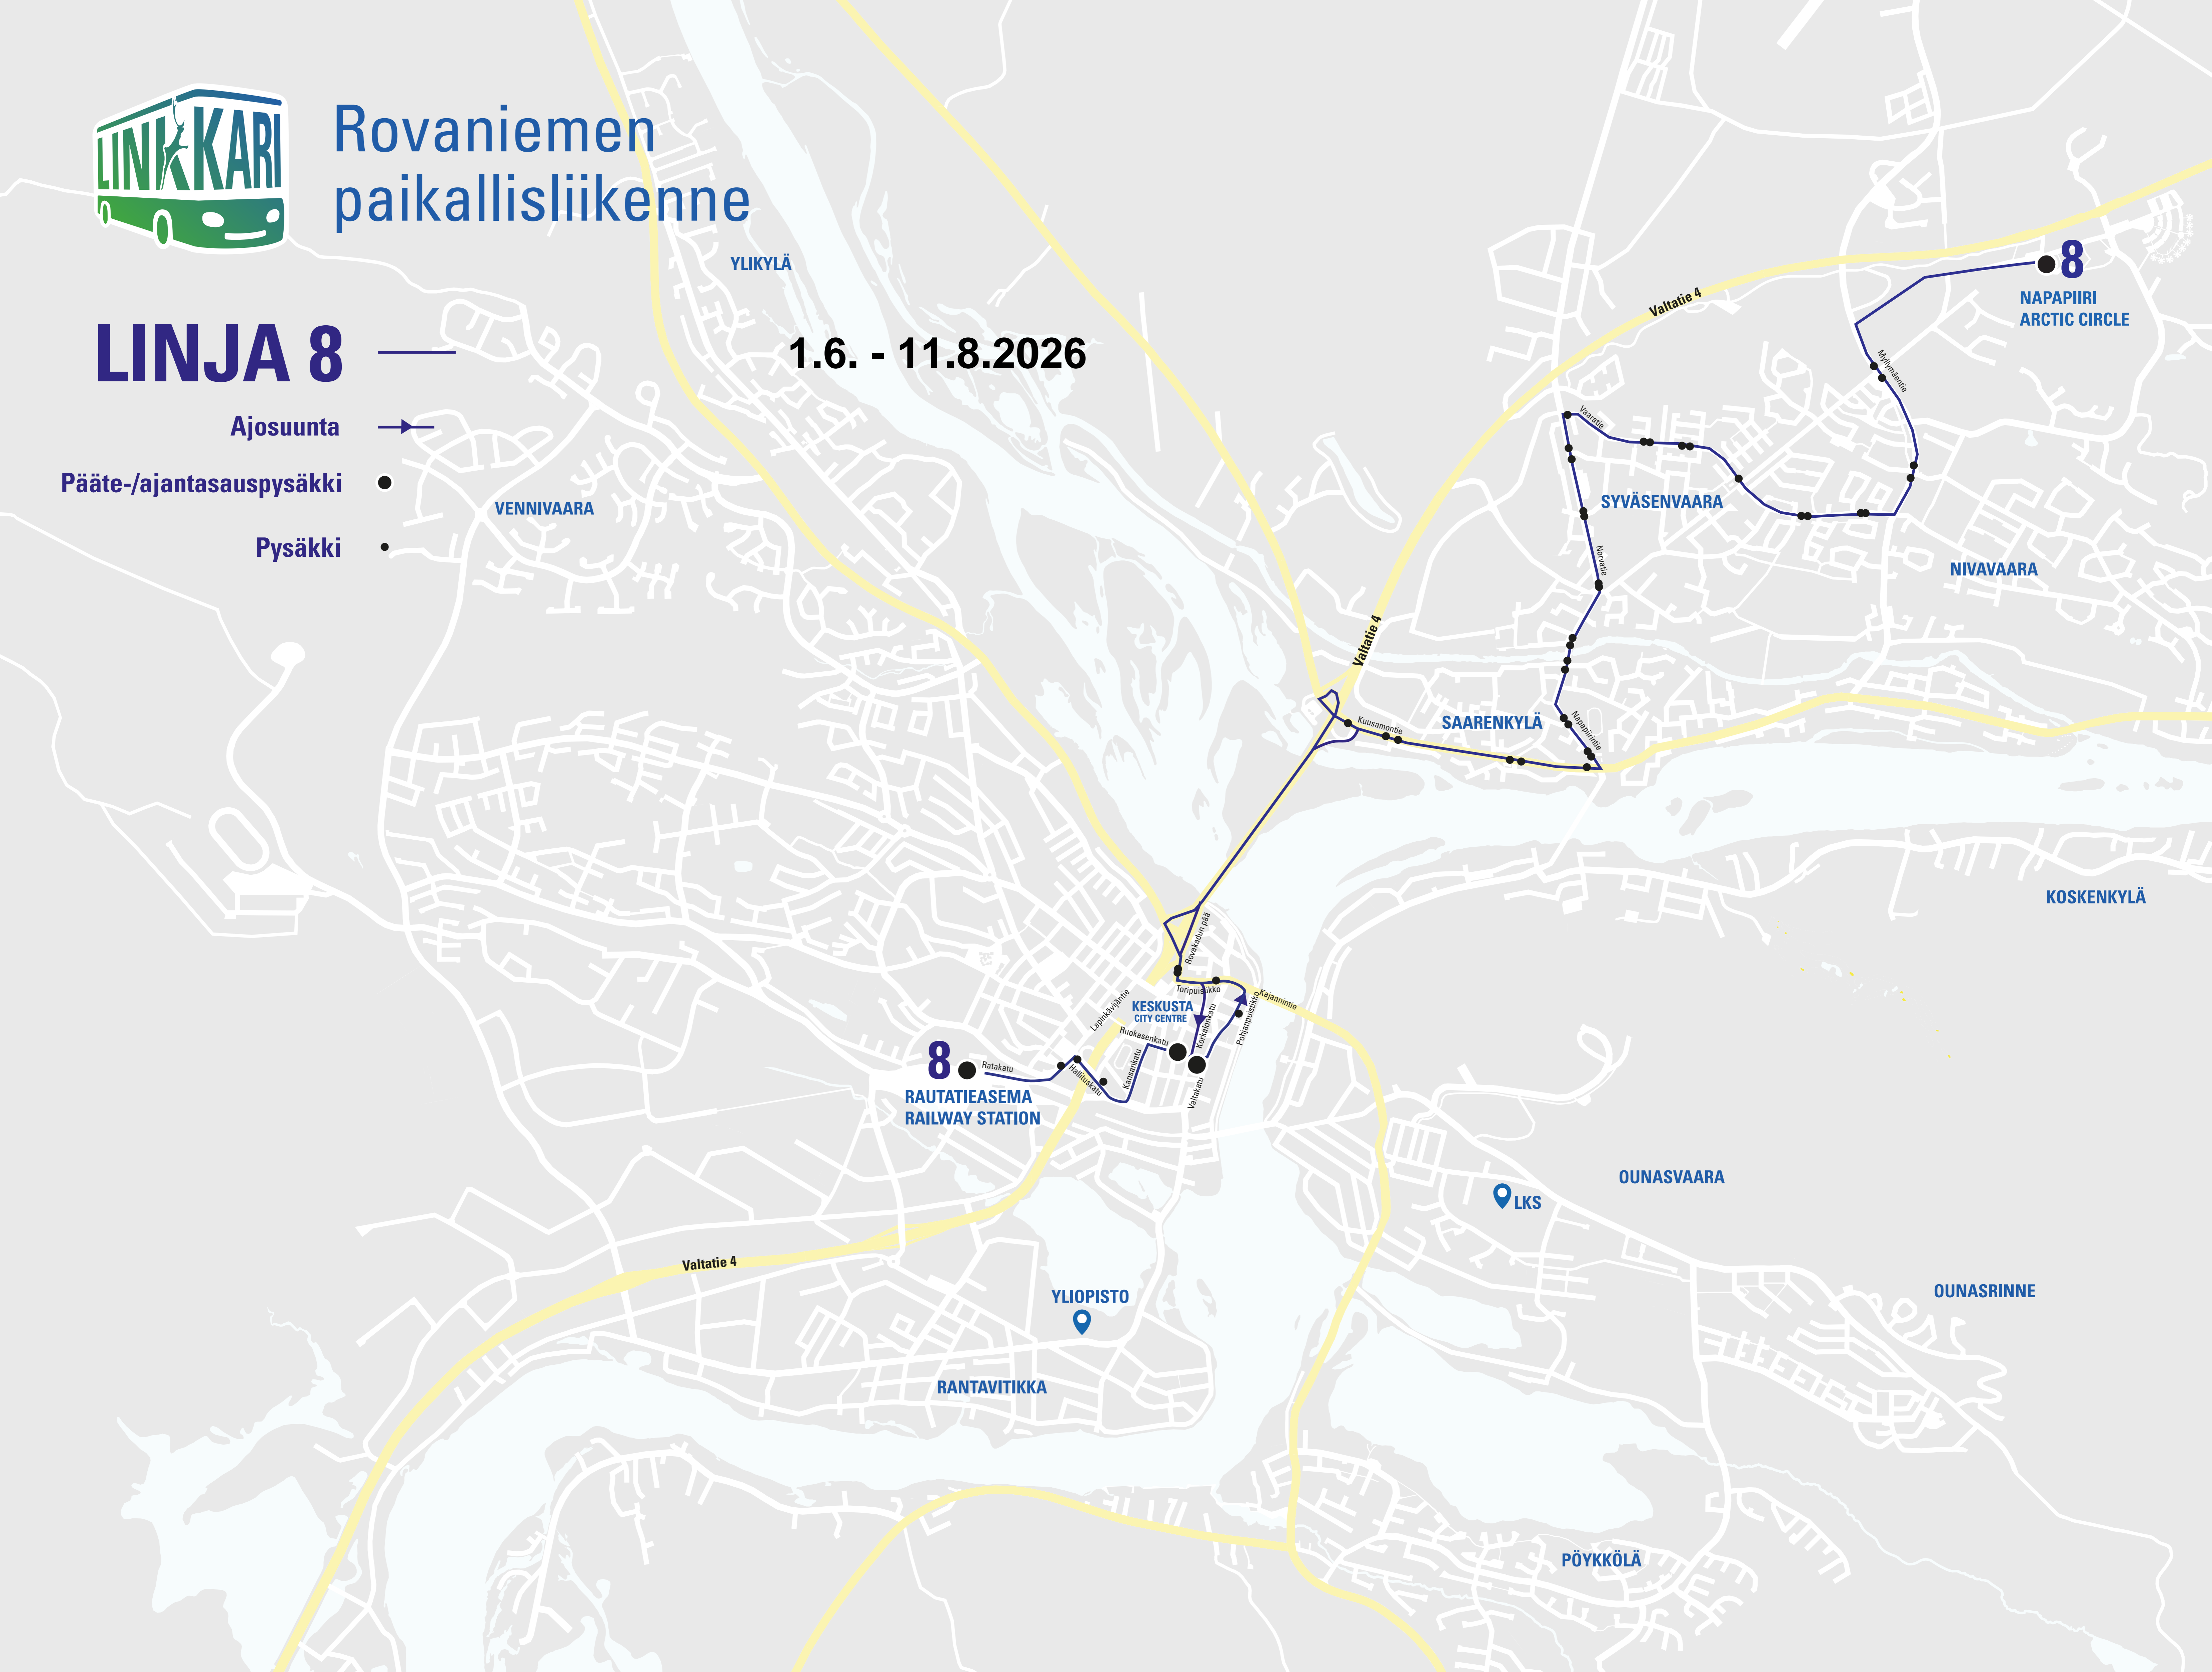 LINKKARI
Rovaniemen
paikallisliikenne
LINJA 8
1.6. - 11.8.2026
Ajosuunta
Pääte-/ajantasauspysäkki
Pysäkki
YLIKYLÄ
VENNIVAARA
8
NAPAPIIRI
ARCTIC CIRCLE
Valtatie 4
Myllymäentie
Vaaratie
SYVÄSENVAARA
Norvatie
NIVAVAARA
Valtatie 4
Kuusamontie
SAARENKYLÄ
Napapiirintie
KOSKENKYLÄ
Rovakadun pää
Toripuistikko
Kajaanintie
Lapinkävijäntie
KESKUSTA
CITY CENTRE
Korkalonkatu
Pohjanpuistikko
Ruokasenkatu
Kansankatu
8
Ratakatu
Hallituskatu
Valtakatu
RAUTATIEASEMA
RAILWAY STATION
OUNASVAARA
LKS
Valtatie 4
YLIOPISTO
OUNASRINNE
RANTAVITIKKA
PÖYKKÖLÄ